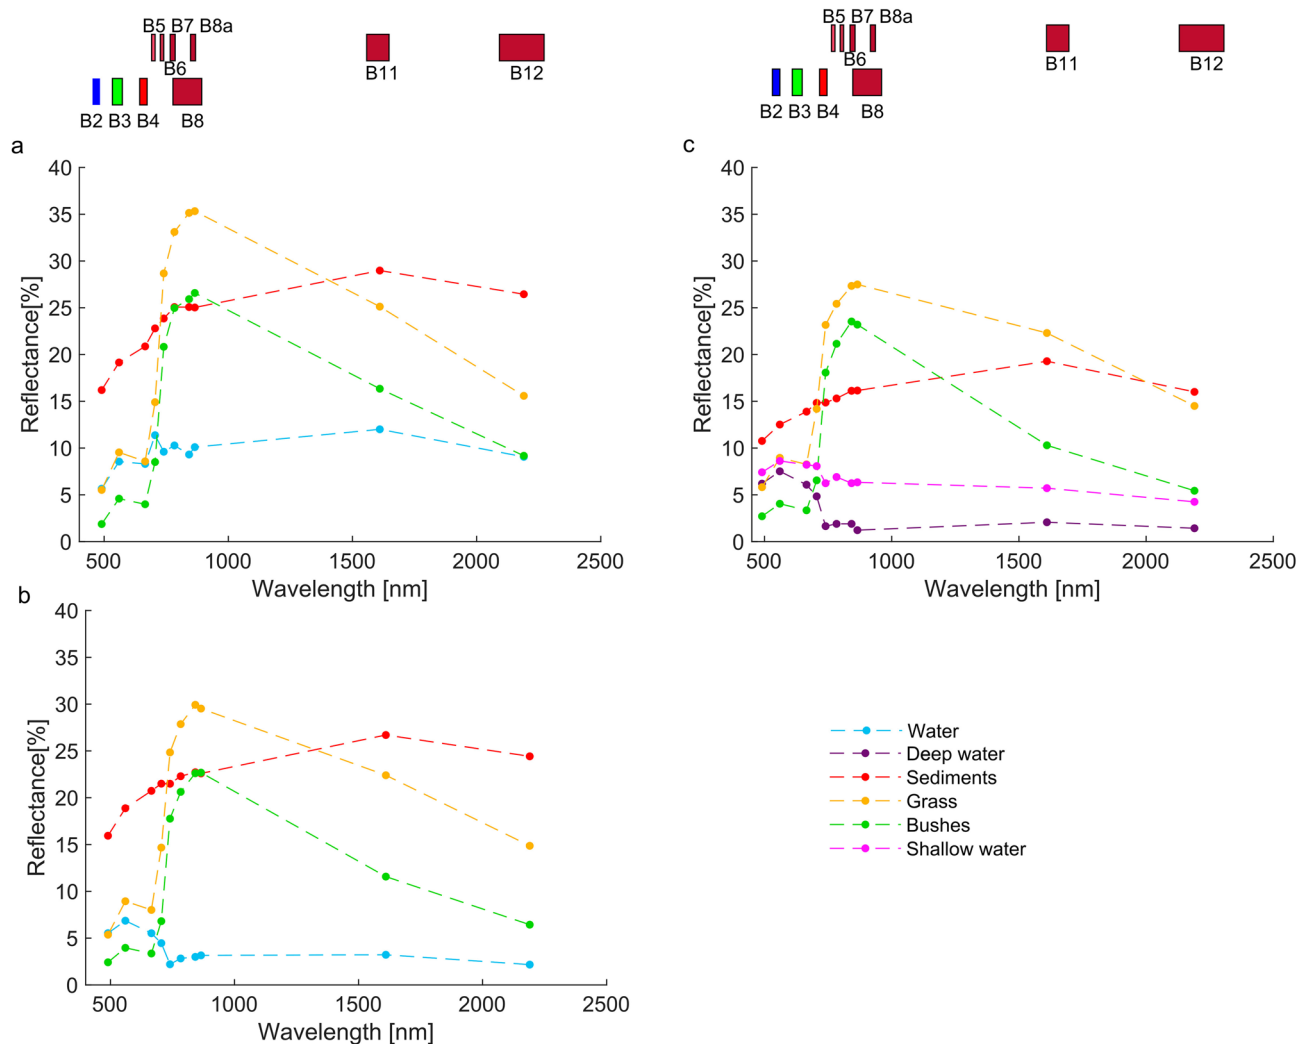 B5 B7 B8a
B6
B11
B12
B2 B3 B4 B8
B5 B7 B8a
B6
B11
B12
B2 B3 B4 B8
a
40
35
30
25
20
15
10
5
0
Reflectance[%]
500 1000 1500 2000 2500
Wavelength [nm]
c
40
35
30
25
20
15
10
5
0
Reflectance[%]
500 1000 1500 2000 2500
Wavelength [nm]
b
40
35
30
25
20
15
10
5
0
Reflectance[%]
500 1000 1500 2000 2500
Wavelength [nm]
Water
Deep water
Sediments
Grass
Bushes
Shallow water